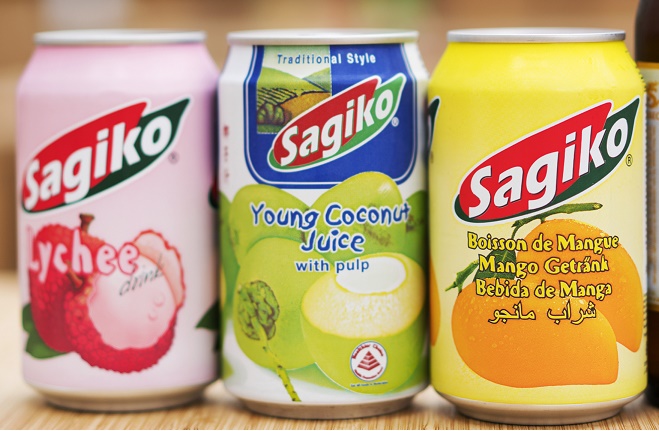 Sagiko
®
Lychee
drink
Traditional Style
Sagiko
®
Young Coconut
Juice
with pulp
Sagiko
®
Boisson de Mangue
Mango Getränk
Bebida de Manga
شراب مانجو